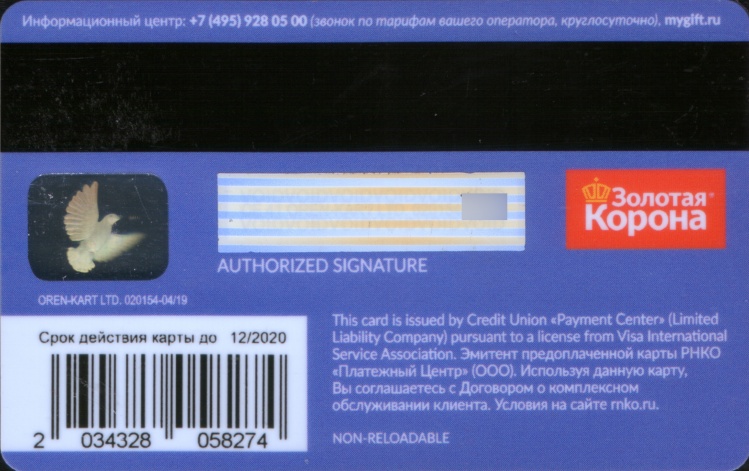 Информационный центр: +7 (495) 928 05 00 (звонок по тарифам вашего оператора, круглосуточно), mygift.ru
Золотая®
Корона
AUTHORIZED SIGNATURE
OREN-KART LTD. 020154-04/19
Срок действия карты до 12/2020
2 034328 058274
This card is issued by Credit Union «Payment Center» (Limited
Liability Company) pursuant to a license from Visa International
Service Association. Эмитент предоплаченной карты РНКО
«Платежный Центр» (ООО). Используя данную карту,
Вы соглашаетесь с Договором о комплексном
обслуживании клиента. Условия на сайте rnko.ru.
NON-RELOADABLE